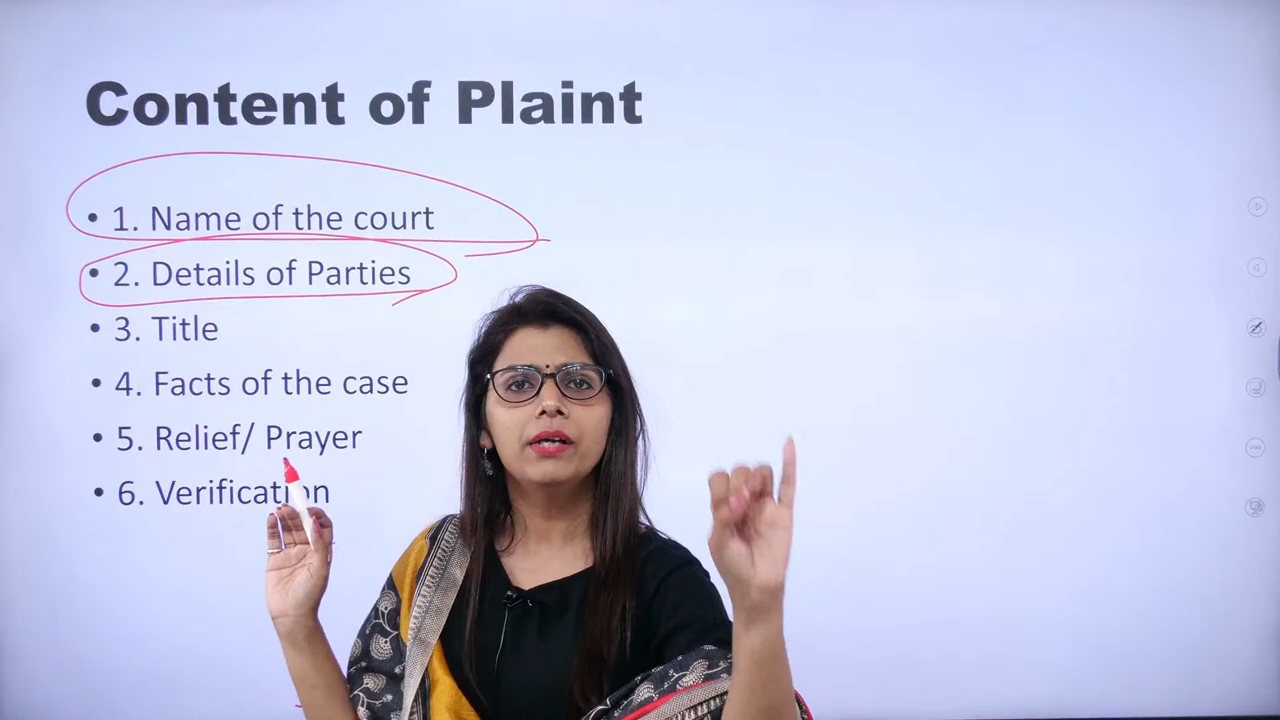 Content of Plaint
• 1. Name of the court
• 2. Details of Parties
• 3. Title
• 4. Facts of the case
• 5. Relief/ Prayer
• 6. Verification